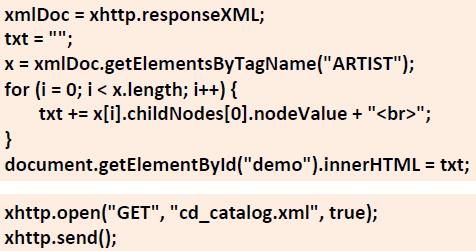 xmlDoc = xhttp.responseXML;
txt = "";
x = xmlDoc.getElementsByTagName("ARTIST");
for (i = 0; i < x.length; i++) {
txt += x[i].childNodes[0].nodeValue + "<br>";
}
document.getElementById("demo").innerHTML = txt;
xhttp.open("GET", "cd_catalog.xml", true);
xhttp.send();